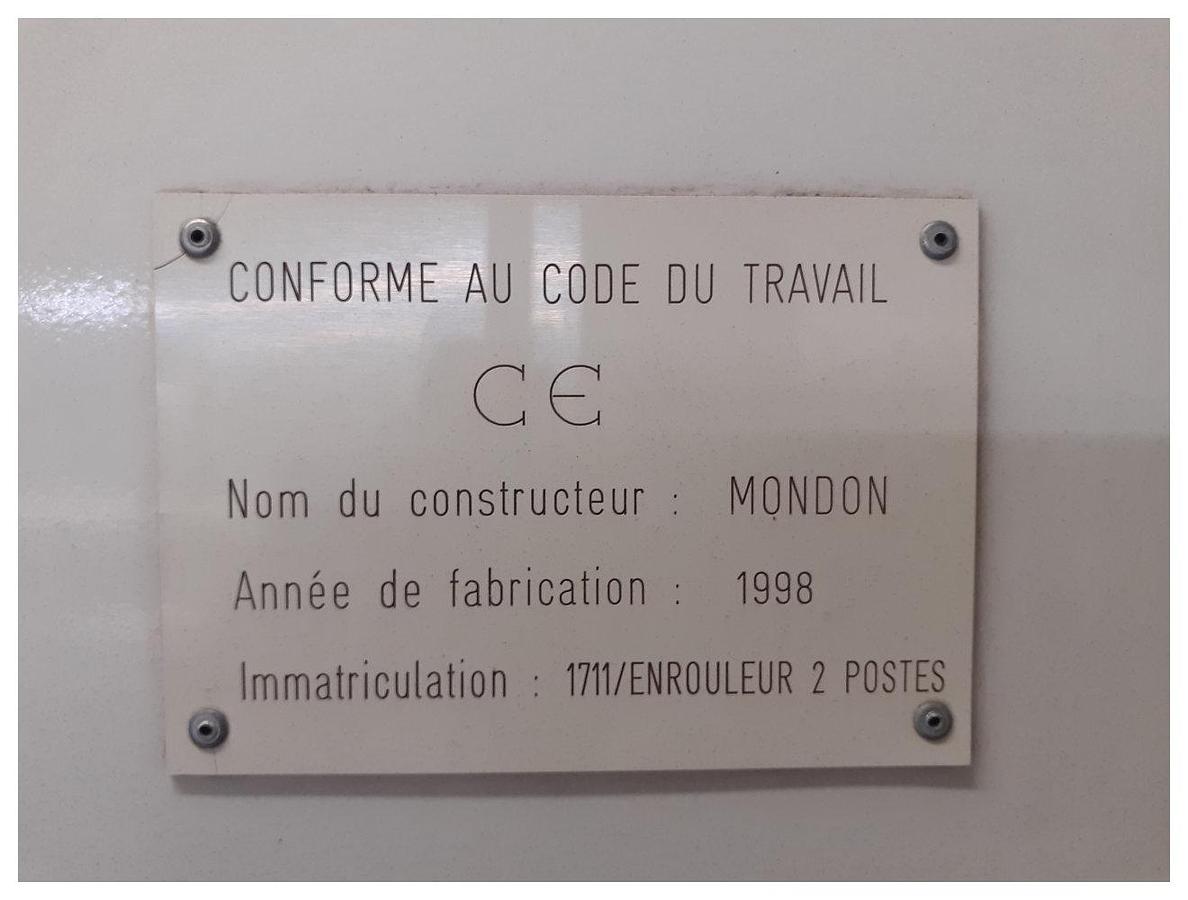 CONFORME AU CODE DU TRAVAIL
CE
Nom du constructeur : MONDON
Année de fabrication : 1998
Immatriculation : 1711/ENROULEUR 2 POSTES